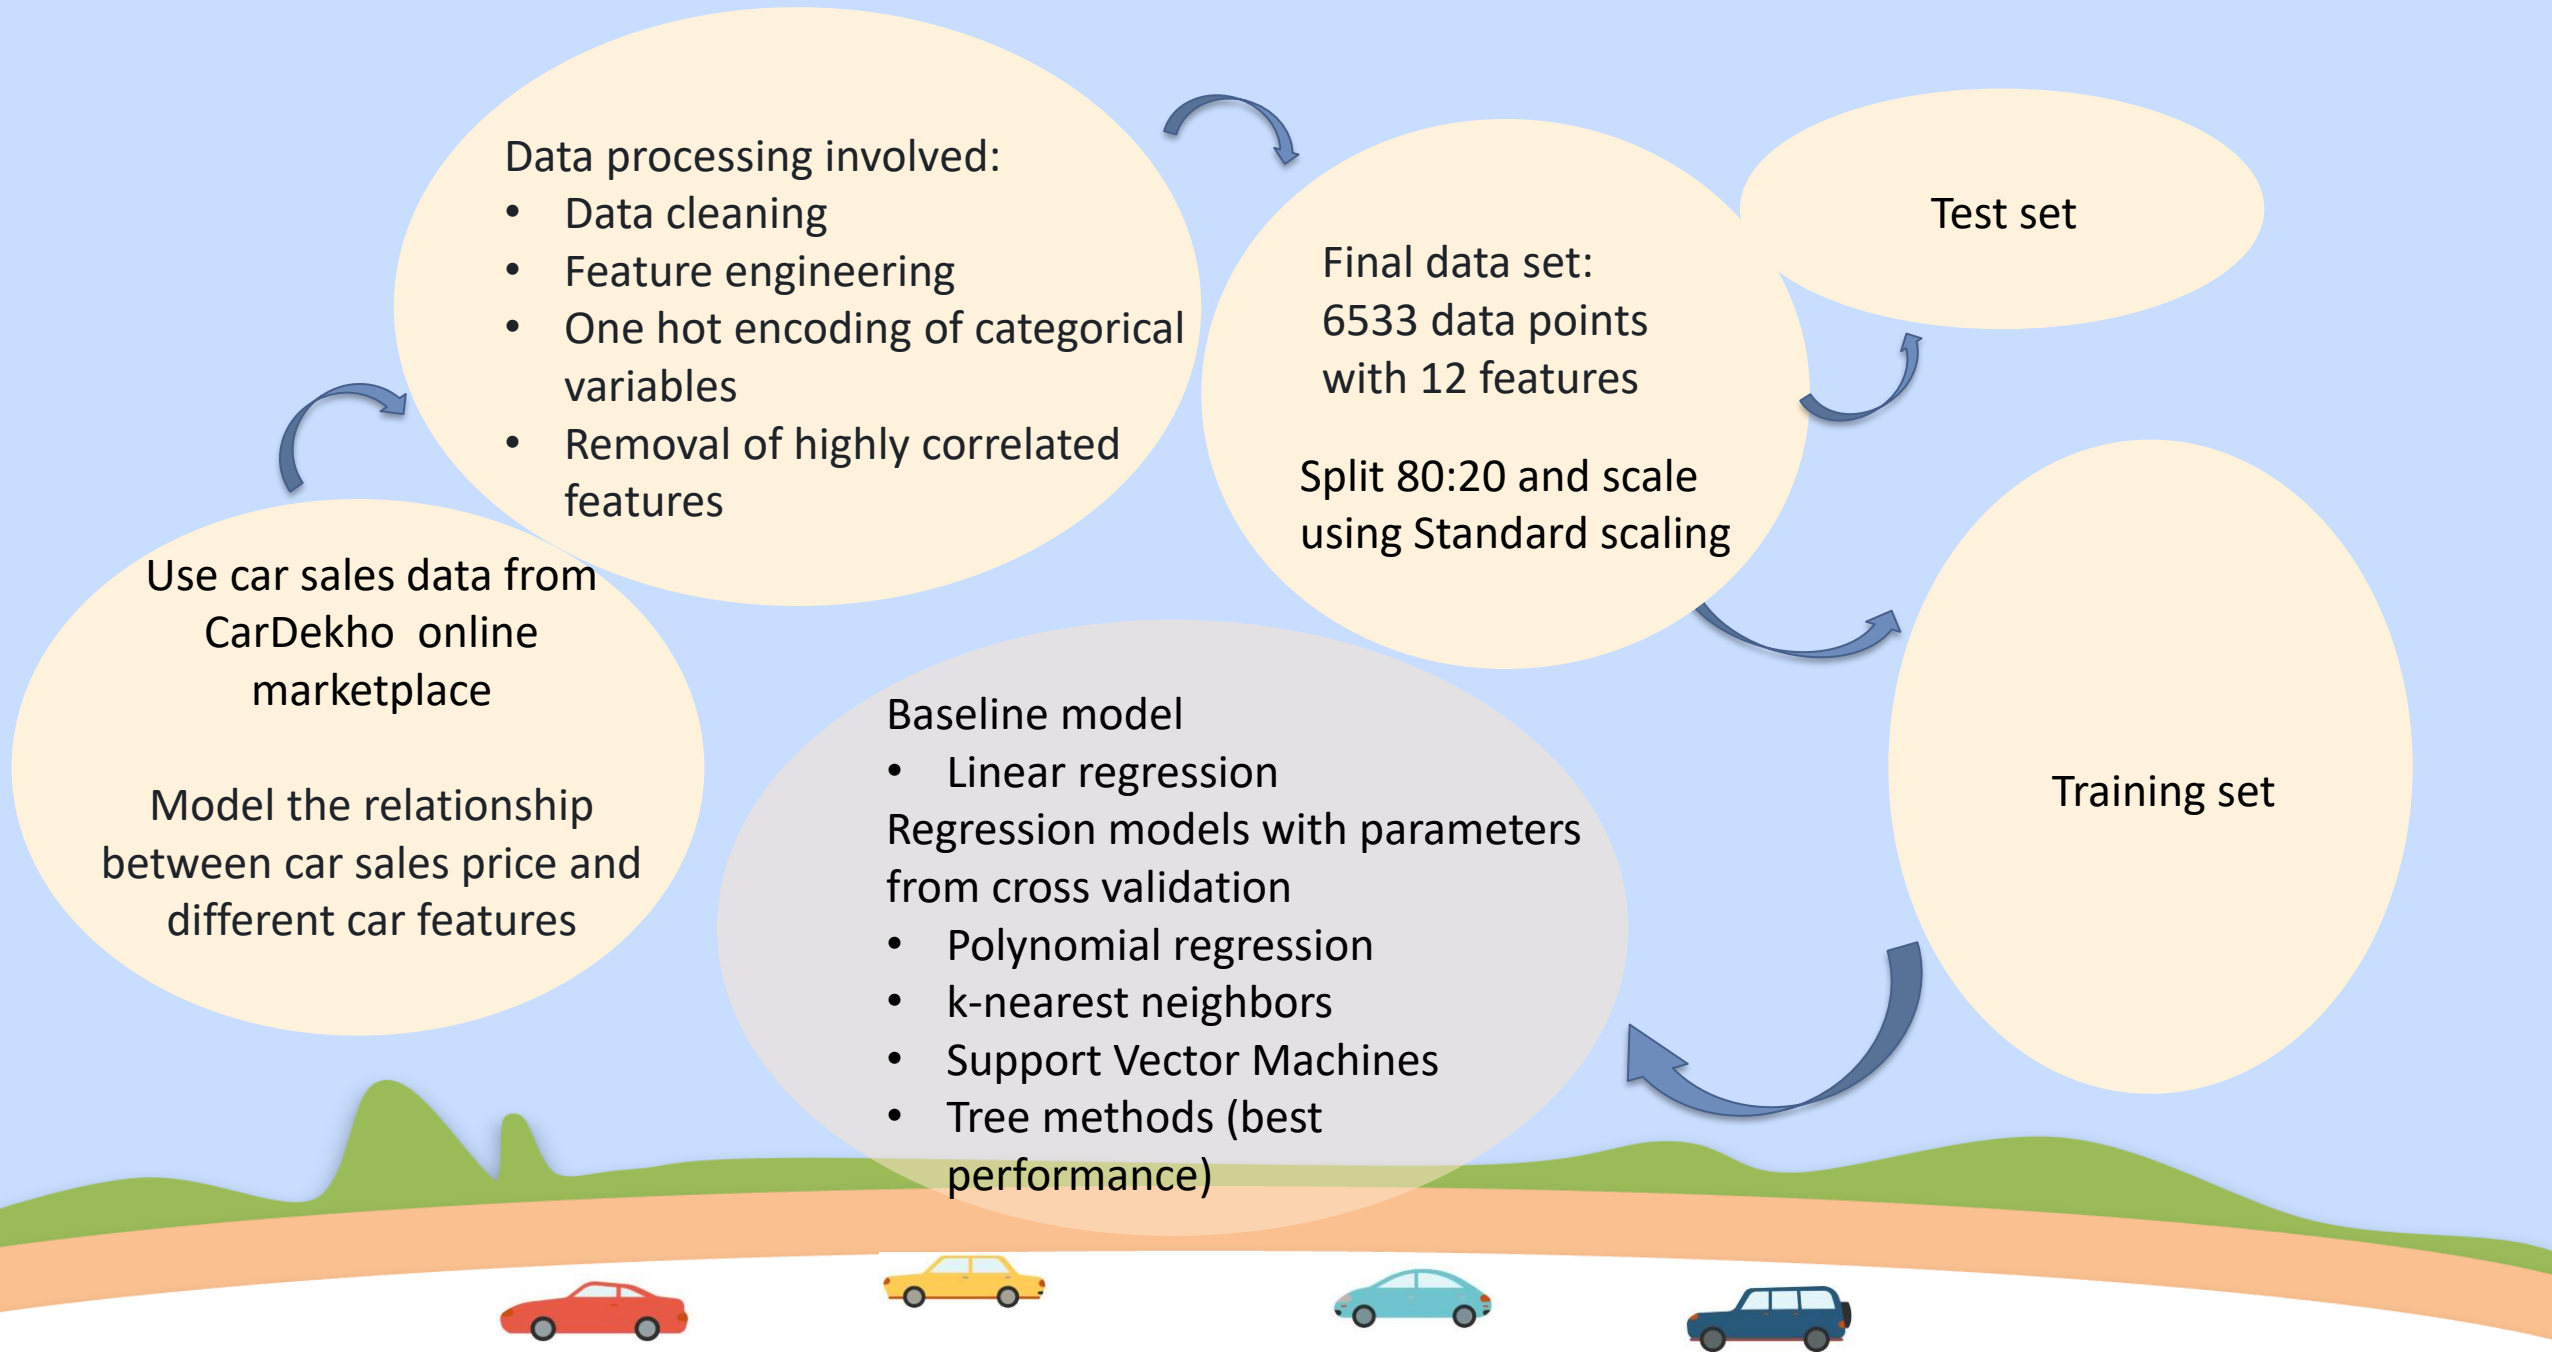 Use car sales data from
CarDekho online
marketplace
Model the relationship
between car sales price and
different car features
Data processing involved:
• Data cleaning
• Feature engineering
• One hot encoding of categorical
variables
• Removal of highly correlated
features
Final data set:
6533 data points
with 12 features
Split 80:20 and scale
using Standard scaling
Test set
Training set
Baseline model
• Linear regression
Regression models with parameters
from cross validation
• Polynomial regression
• k-nearest neighbors
• Support Vector Machines
• Tree methods (best
performance)